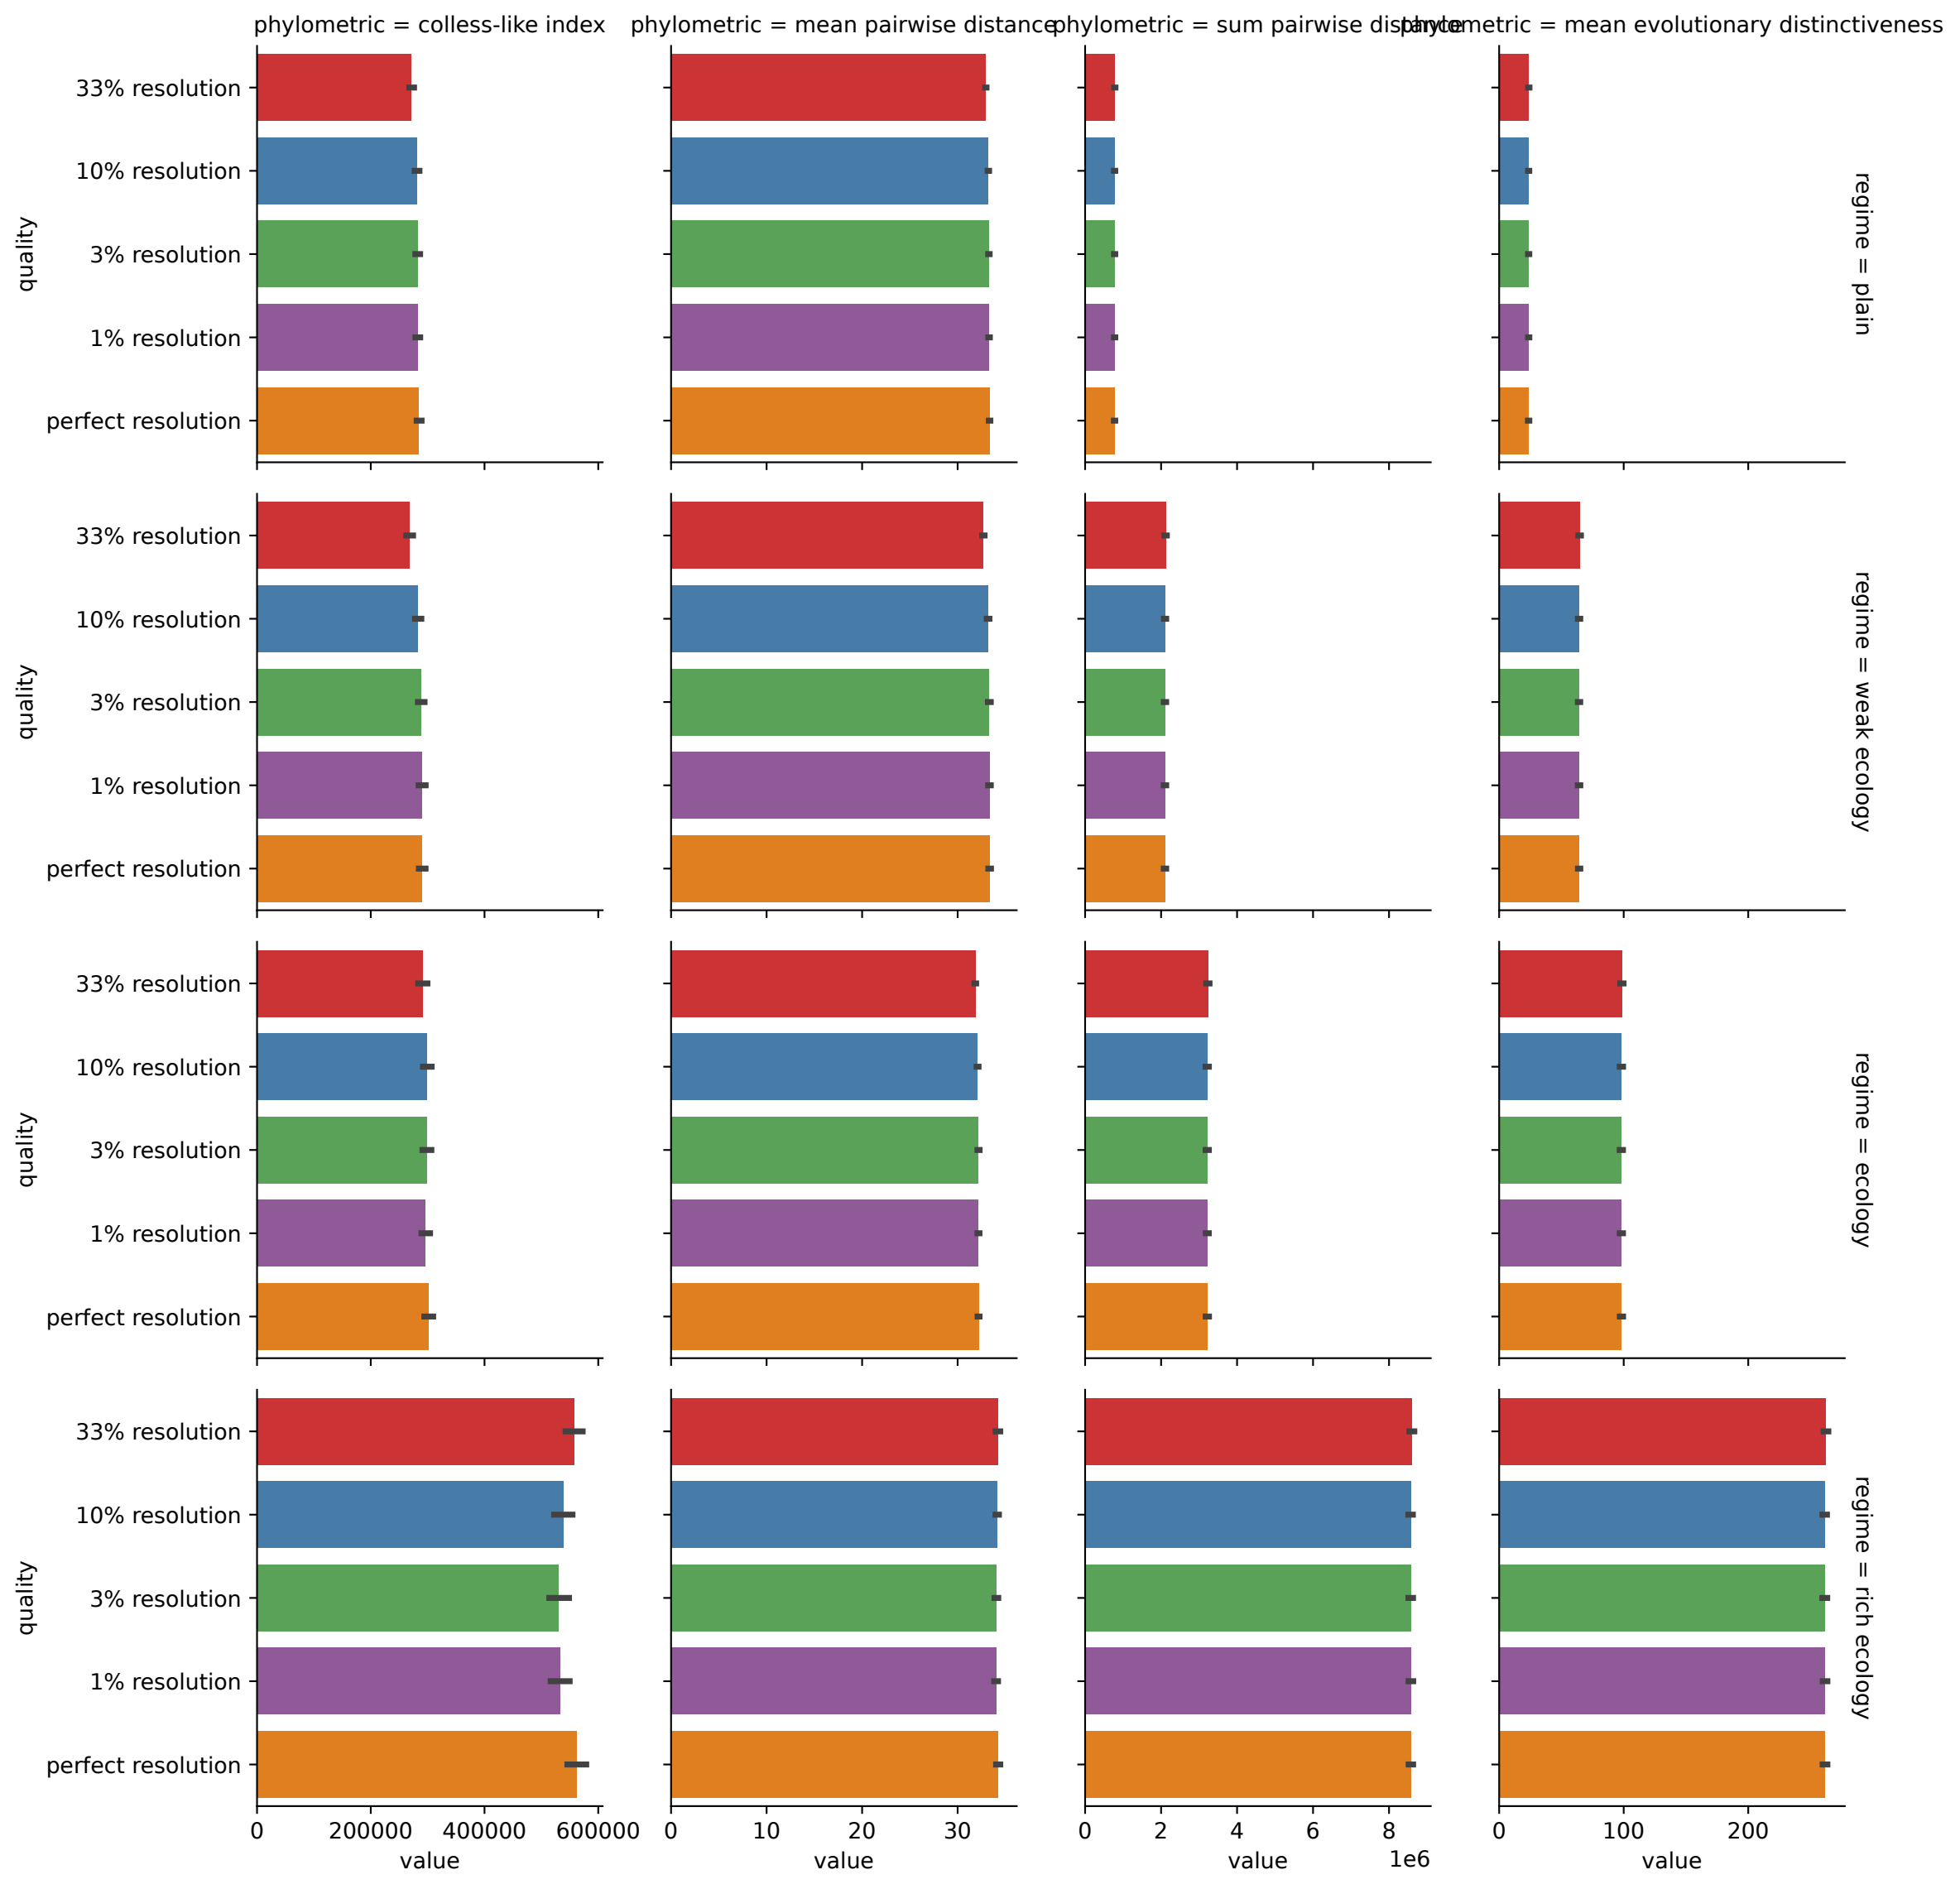 phylometric = colless-like index
phylometric = mean pairwise distance
phylometric = sum pairwise distance
phylometric = mean evolutionary distinctiveness
quality
33% resolution
10% resolution
3% resolution
1% resolution
perfect resolution
regime = plain
quality
33% resolution
10% resolution
3% resolution
1% resolution
perfect resolution
regime = weak ecology
quality
33% resolution
10% resolution
3% resolution
1% resolution
perfect resolution
regime = ecology
quality
33% resolution
10% resolution
3% resolution
1% resolution
perfect resolution
regime = rich ecology
0 200000 400000 600000
value
0 10 20 30
value
0 2 4 6 8
1e6
value
0 100 200
value